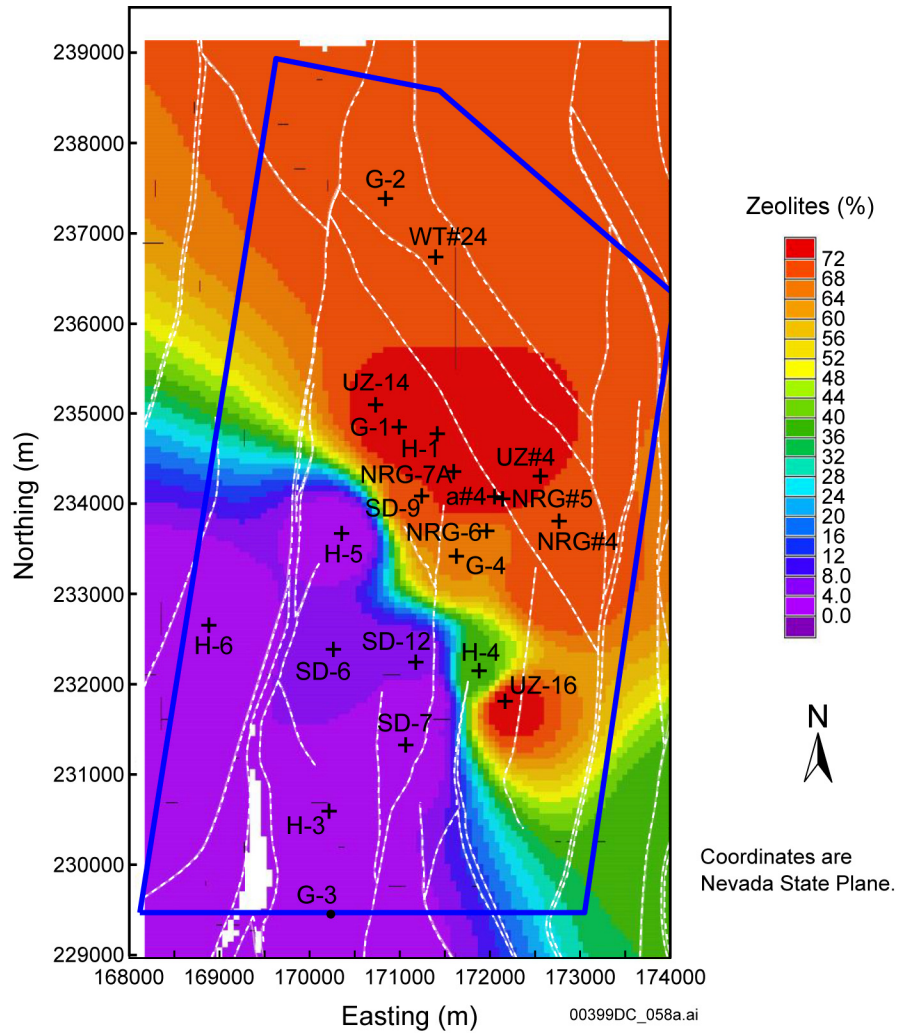 239000
238000
237000
236000
235000
234000
233000
232000
231000
230000
229000
Northing (m)
168000 169000 170000 171000 172000 173000 174000
Easting (m)
G-2
WT#24
UZ-14
G-1
H-1
UZ#4
NRG-7A
a#4
NRG#5
SD-9
NRG-6
NRG#4
H-5
G-4
H-6
SD-12
H-4
SD-6
UZ-16
SD-7
H-3
G-3
Zeolites (%)
72
68
64
60
56
52
48
44
40
36
32
28
24
20
16
12
8.0
4.0
0.0
N
Coordinates are
Nevada State Plane.
00399DC_058a.ai